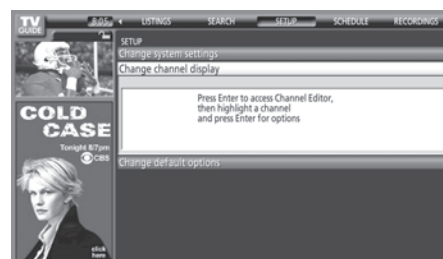 TV
GUIDE
8:05
LISTINGS
SEARCH
SETUP
SCHEDULE
RECORDINGS
SETUP
Change system settings
Change channel display
Press Enter to access Channel Editor,
then highlight a channel
and press Enter for options
Change default options
COLD
CASE
Tonight 8/7pm
CBS
click
here